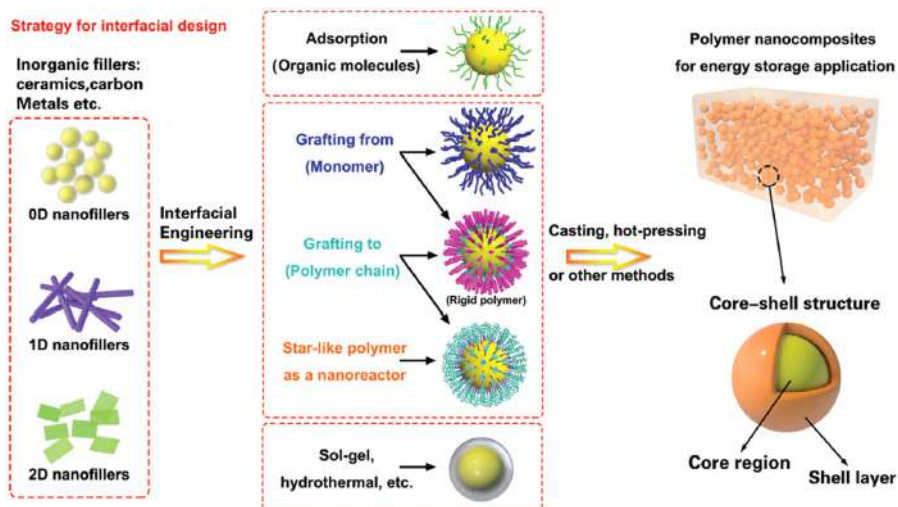 Strategy for interfacial design
Inorganic fillers:
ceramics,carbon
Metals etc.
0D nanofillers
1D nanofillers
2D nanofillers
Interfacial
Engineering
Adsorption
(Organic molecules)
Grafting from
(Monomer)
Grafting to
(Polymer chain)
(Rigid polymer)
Star-like polymer
as a nanoreactor
Sol-gel,
hydrothermal, etc.
Casting, hot-pressing
or other methods
Polymer nanocomposites
for energy storage application
Core–shell structure
Core region
Shell layer